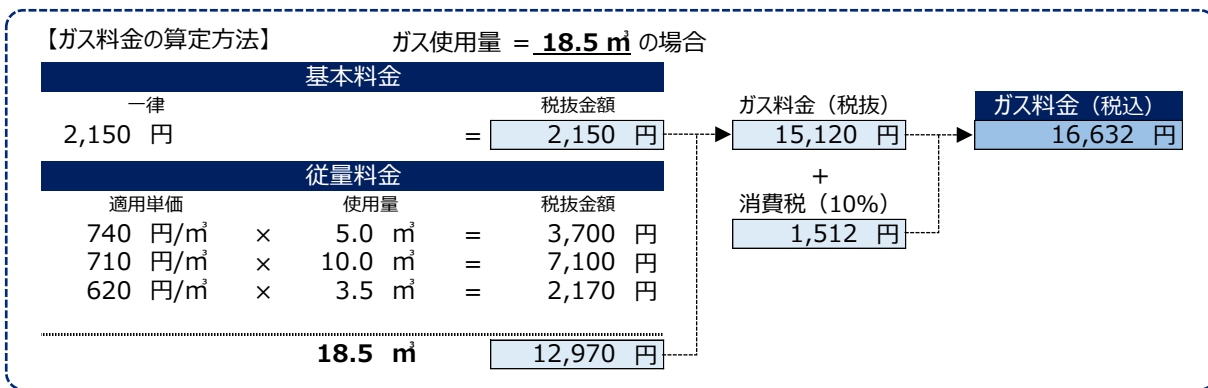 【ガス料金の算定方法】 ガス使用量 = 18.5 ㎥ の場合
基本料金
一律 税抜金額 ガス料金（税抜） ガス料金（税込）
2,150 円 = 2,150 円 15,120 円 16,632 円
従量料金 +
適用単価 使用量 税抜金額 消費税（10%）
740 円/㎥ × 5.0 ㎥ = 3,700 円 1,512 円
710 円/㎥ × 10.0 ㎥ = 7,100 円
620 円/㎥ × 3.5 ㎥ = 2,170 円
18.5 ㎥ 12,970 円